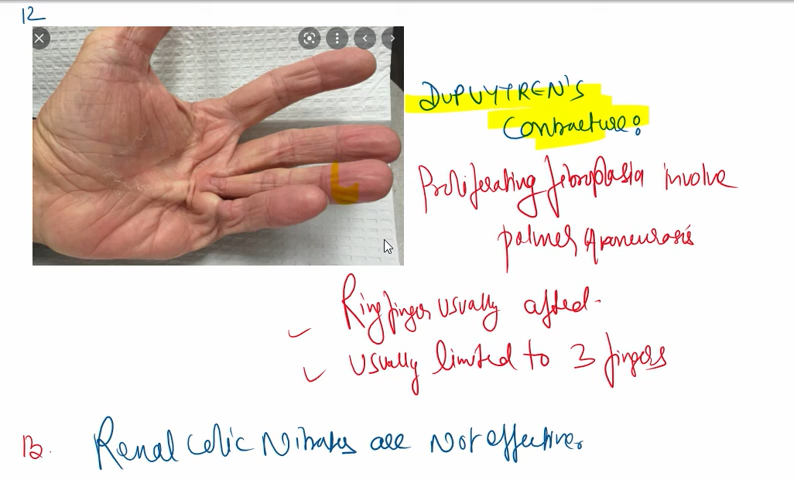 12
DUPUYTREN'S
Contracture:
Proliferating fibroplasia involve
palmer Aponeurosis
✓ Ring finger usually affted.
✓ usually limited to 3 fingers
13. Renal colic Nitrates are Not effective.